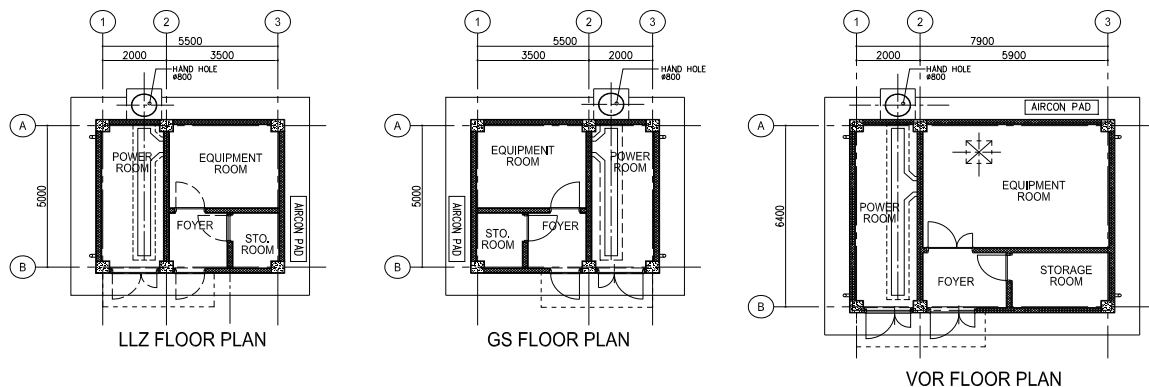 1
2
3
5500
2000
3500
HAND HOLE
ø800
A
B
5000
POWER
ROOM
EQUIPMENT
ROOM
FOYER
STO.
ROOM
AIRCON PAD
LLZ FLOOR PLAN
1
2
3
5500
3500
2000
HAND HOLE
ø800
A
B
5000
EQUIPMENT
ROOM
POWER
ROOM
STO.
ROOM
FOYER
AIRCON PAD
GS FLOOR PLAN
1
2
3
7900
2000
5900
HAND HOLE
ø800
AIRCON PAD
A
B
6400
POWER
ROOM
EQUIPMENT
ROOM
FOYER
STORAGE
ROOM
VOR FLOOR PLAN